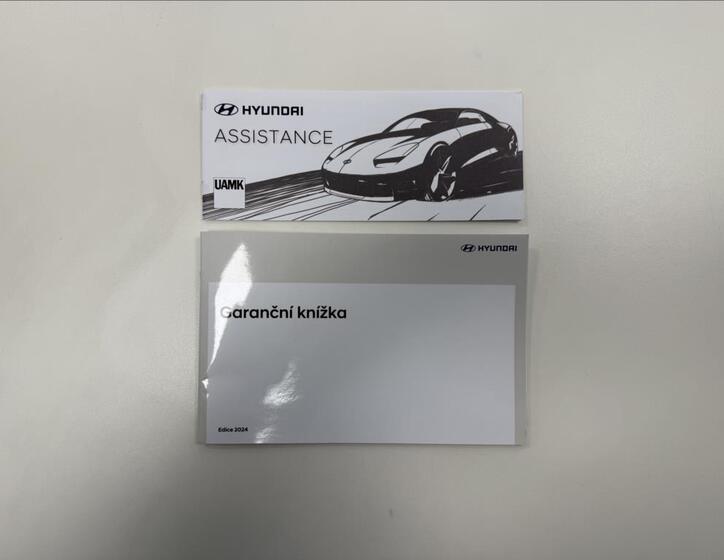 HYUNDAI
ASSISTANCE
UAMK
HYUNDAI
Garanční knížka
Edice 2024